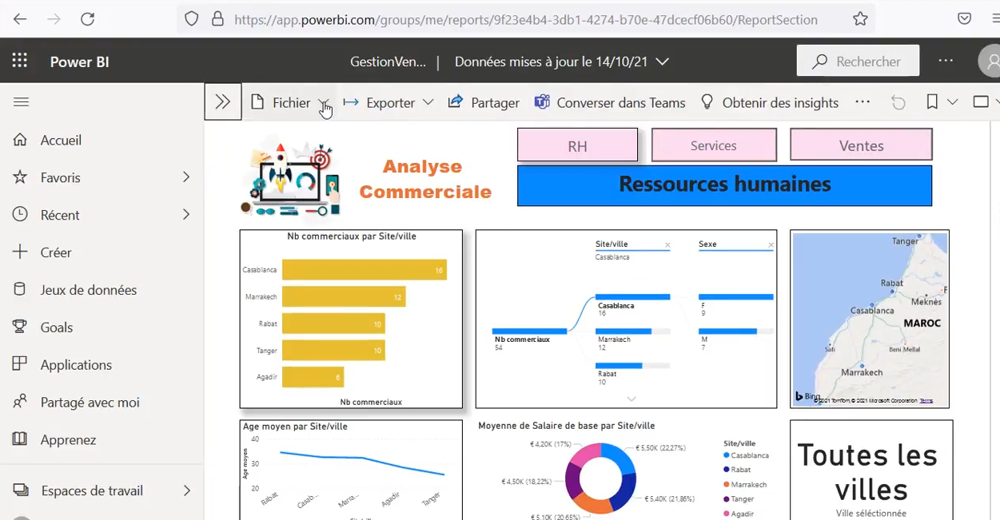 https://app.powerbi.com/groups/me/reports/9f23e4b4-3db1-4274-b70e-47dcecf06b60/ReportSection
Power BI
GestionVen... | Données mises à jour le 14/10/21
Rechercher
Fichier
Exporter
Partager
Converser dans Teams
Obtenir des insights
Accueil
Favoris
Récent
Créer
Jeux de données
Goals
Applications
Partagé avec moi
Apprenez
Espaces de travail
Analyse
Commerciale
RH
Services
Ventes
Ressources humaines
Nb commerciaux par Site/ville
Casablanca 16
Marrakech 12
Rabat 10
Tanger 10
Agadir 6
Nb commerciaux
Site/ville
Casablanca
Sexe
Nb commerciaux
54
Casablanca
16
Marrakech
12
Rabat
10
F
9
M
7
Tanger
Rabat
Meknès
Casablanca
MAROC
Safi
Beni Mellal
Marrakech
Bing
© 2021 TomTom, © 2021 Microsoft Corporation Terms
Age moyen par Site/ville
Age moyen
40
30
20
Rabat
Casab...
Marra...
Agadir
Tanger
Moyenne de Salaire de base par Site/ville
€ 4,20K (17%)
€ 5,50K (22,27%)
€ 4,50K (18,22%)
€ 5,40K (21,86%)
€ 5,10K (20,65%)
Site/ville
Casablanca
Rabat
Marrakech
Tanger
Agadir
Toutes les
villes
Ville séléctionnée